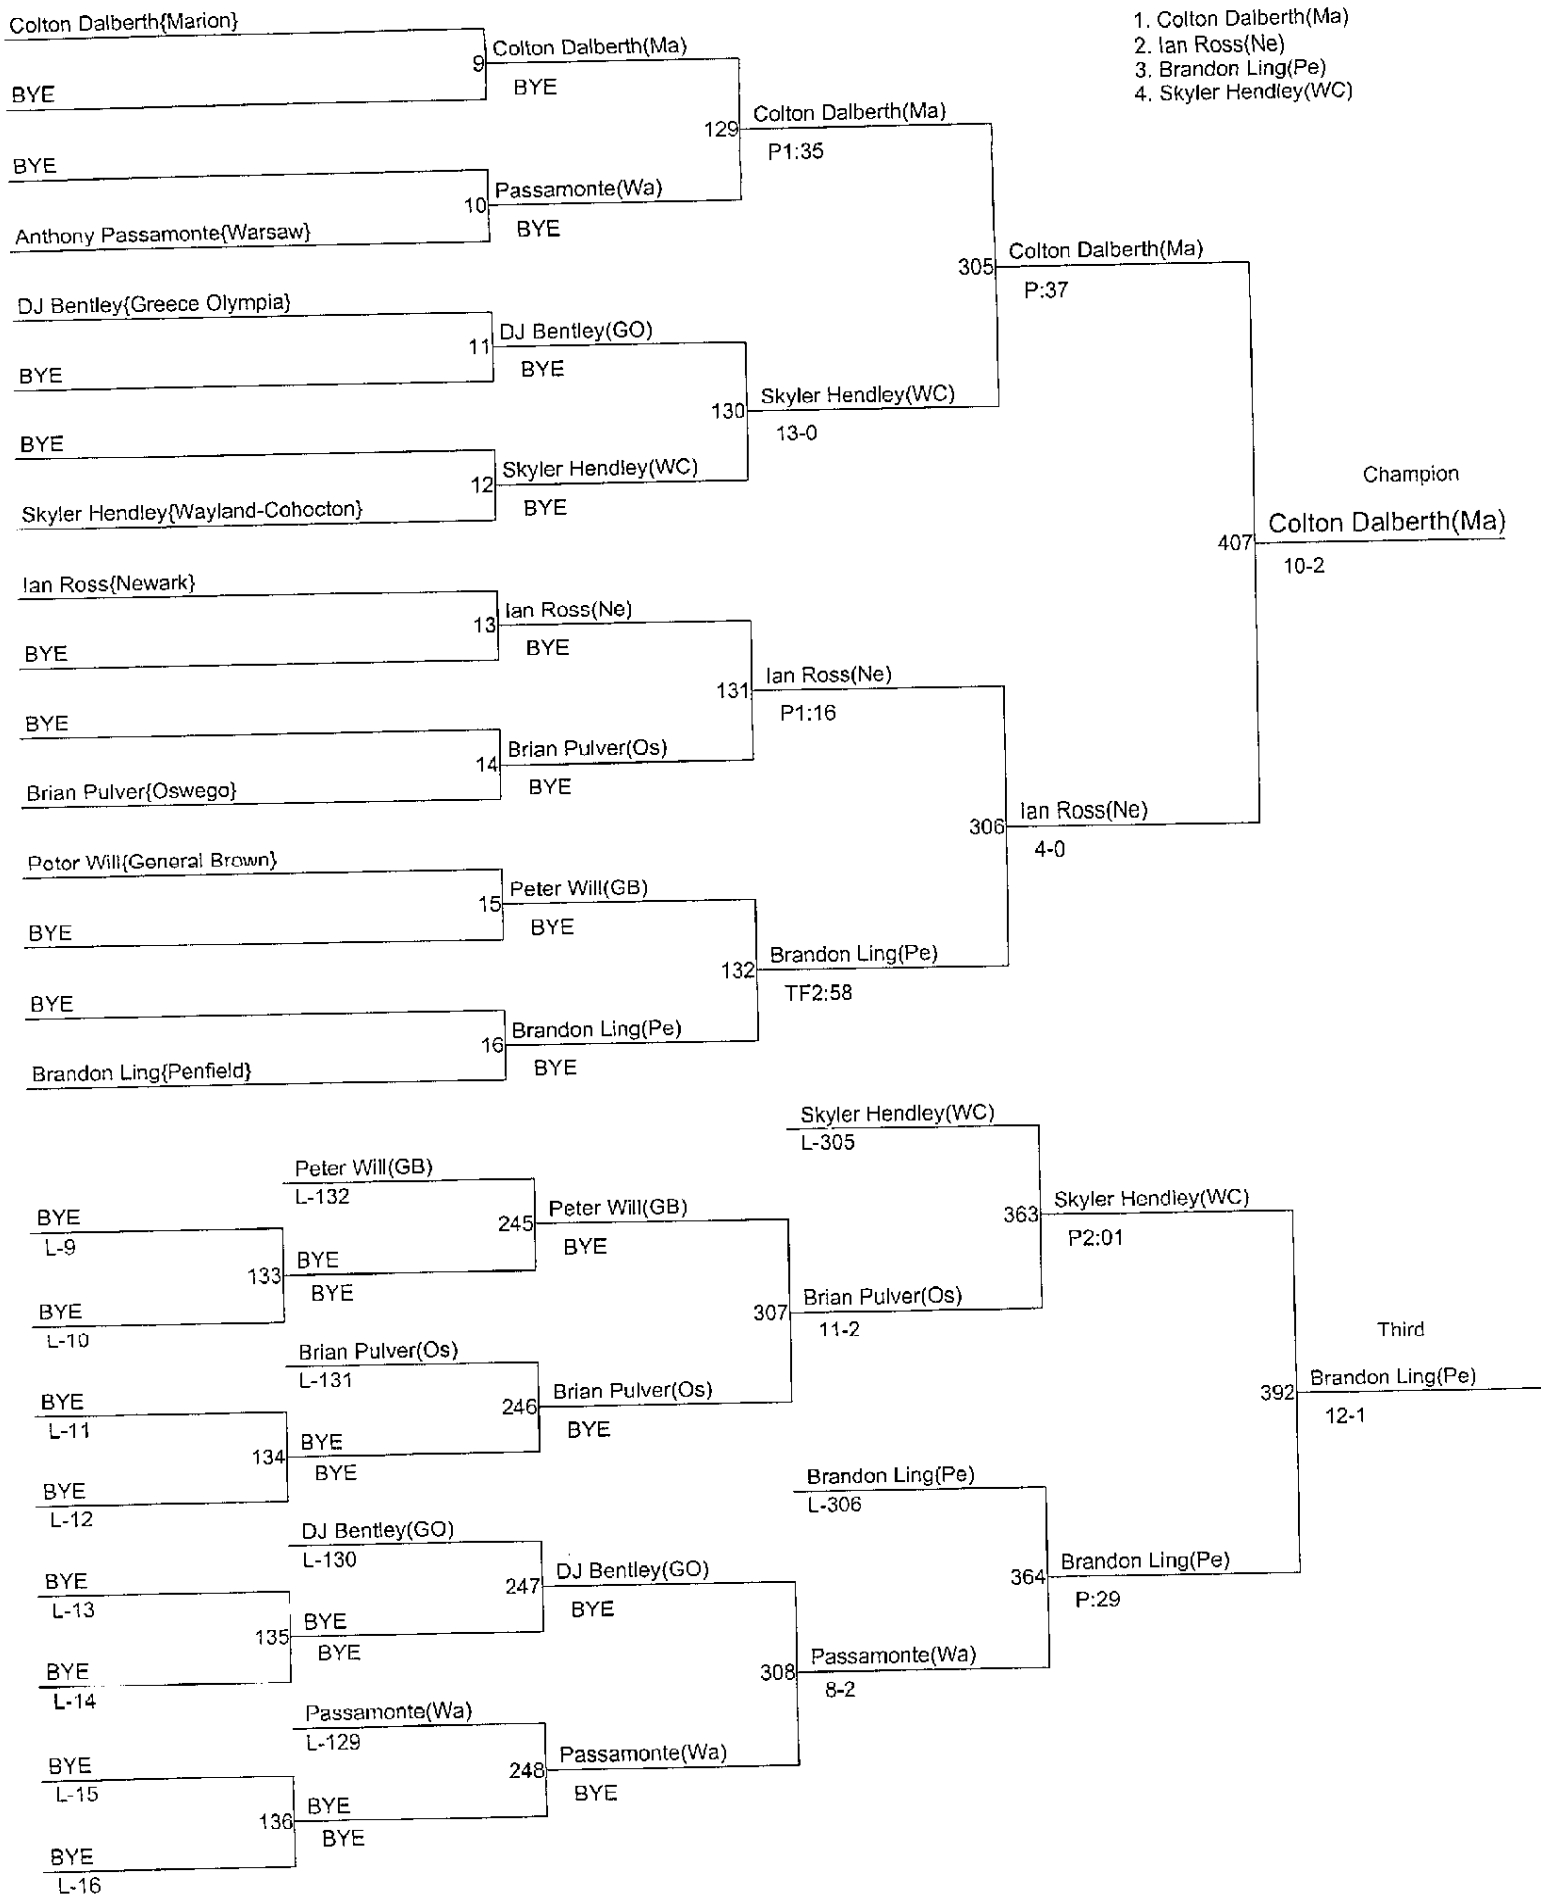 1. Colton Dalberth(Ma)
2. Ian Ross(Ne)
3. Brandon Ling(Pe)
4. Skyler Hendley(WC)
Colton Dalberth{Marion}
9
Colton Dalberth(Ma)
BYE
BYE
129
Colton Dalberth(Ma)
P1:35
BYE
10
Passamonte(Wa)
BYE
Anthony Passamonte{Warsaw}
305
Colton Dalberth(Ma)
P:37
DJ Bentley{Greece Olympia}
11
DJ Bentley(GO)
BYE
BYE
130
Skyler Hendley(WC)
13-0
BYE
12
Skyler Hendley(WC)
BYE
Skyler Hendley{Wayland-Cohocton}
Champion
407
Colton Dalberth(Ma)
10-2
Ian Ross{Newark}
13
Ian Ross(Ne)
BYE
BYE
131
Ian Ross(Ne)
P1:16
BYE
14
Brian Pulver(Os)
BYE
Brian Pulver{Oswego}
306
Ian Ross(Ne)
4-0
Peter Will{General Brown}
15
Peter Will(GB)
BYE
BYE
132
Brandon Ling(Pe)
TF2:58
BYE
16
Brandon Ling(Pe)
BYE
Brandon Ling{Penfield}
Skyler Hendley(WC)
L-305
Peter Will(GB)
L-132
245
Peter Will(GB)
BYE
363
Skyler Hendley(WC)
P2:01
BYE
L-9
133
BYE
BYE
BYE
L-10
307
Brian Pulver(Os)
11-2
Brian Pulver(Os)
L-131
246
Brian Pulver(Os)
BYE
Third
392
Brandon Ling(Pe)
12-1
BYE
L-11
134
BYE
BYE
BYE
L-12
Brandon Ling(Pe)
L-306
DJ Bentley(GO)
L-130
247
DJ Bentley(GO)
BYE
364
Brandon Ling(Pe)
P:29
BYE
L-13
135
BYE
BYE
BYE
L-14
308
Passamonte(Wa)
8-2
Passamonte(Wa)
L-129
248
Passamonte(Wa)
BYE
BYE
L-15
136
BYE
BYE
BYE
L-16